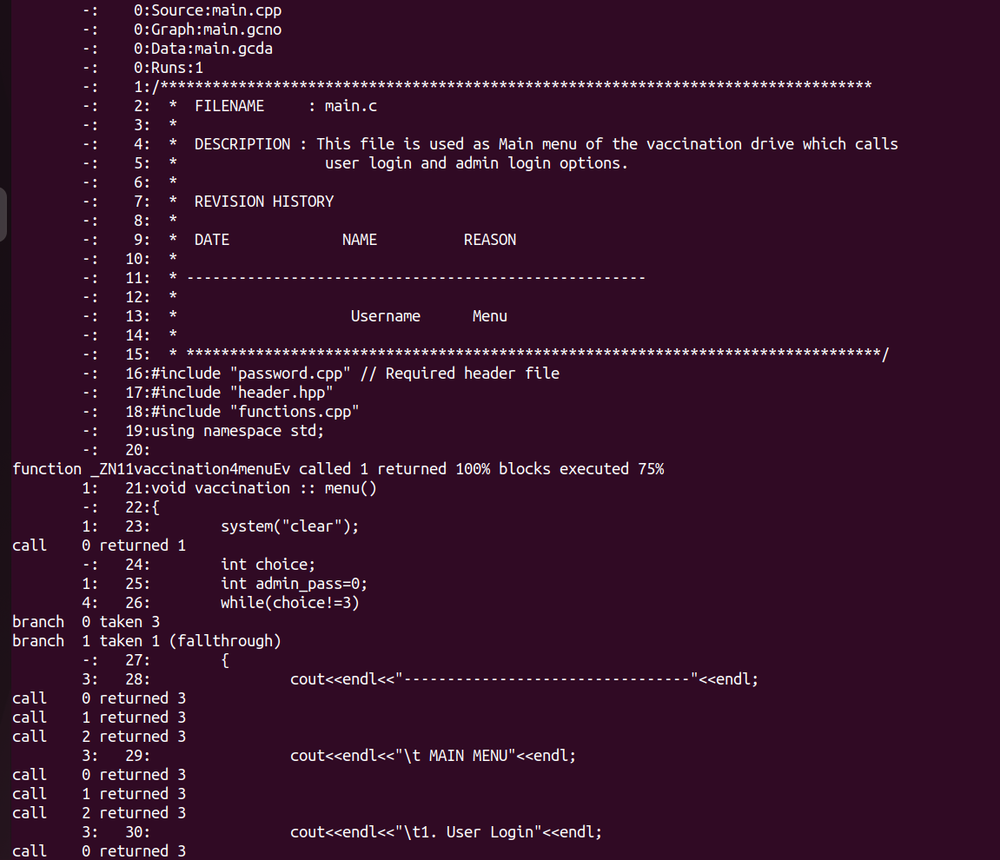 -:    0:Source:main.cpp
        -:    0:Graph:main.gcno
        -:    0:Data:main.gcda
        -:    0:Runs:1
        -:    1:/**********************************************************************************
        -:    2:  *  FILENAME     : main.c
        -:    3:  *
        -:    4:  *  DESCRIPTION : This file is used as Main menu of the vaccination drive which calls
        -:    5:  *                 user login and admin login options.
        -:    6:  *
        -:    7:  *  REVISION HISTORY
        -:    8:  *
        -:    9:  *  DATE             NAME          REASON
        -:   10:  *
        -:   11:  * -----------------------------------------------------
        -:   12:  *
        -:   13:  *                    Username      Menu
        -:   14:  *
        -:   15:  * ********************************************************************************/
        -:   16:#include "password.cpp" // Required header file
        -:   17:#include "header.hpp"
        -:   18:#include "functions.cpp"
        -:   19:using namespace std;
        -:   20:
function _ZN11vaccination4menuEv called 1 returned 100% blocks executed 75%
        1:   21:void vaccination :: menu()
        -:   22:{
        1:   23:        system("clear");
call    0 returned 1
        -:   24:        int choice;
        1:   25:        int admin_pass=0;
        4:   26:        while(choice!=3)
branch  0 taken 3
branch  1 taken 1 (fallthrough)
        -:   27:        {
        3:   28:                cout<<endl<<"---------------------------------"<<endl;
call    0 returned 3
call    1 returned 3
call    2 returned 3
        3:   29:                cout<<endl<<"\t MAIN MENU"<<endl;
call    0 returned 3
call    1 returned 3
call    2 returned 3
        3:   30:                cout<<endl<<"\t1. User Login"<<endl;
call    0 returned 3